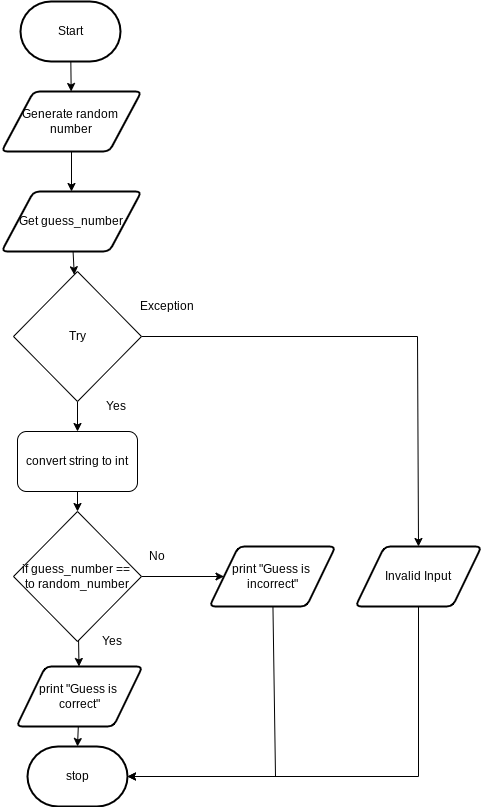 Start
Generate random
number
Get guess_number
Exception
Try
Yes
convert string to int
if guess_number ==
to random_number
No
print "Guess is
incorrect"
Invalid Input
Yes
print "Guess is
correct"
stop